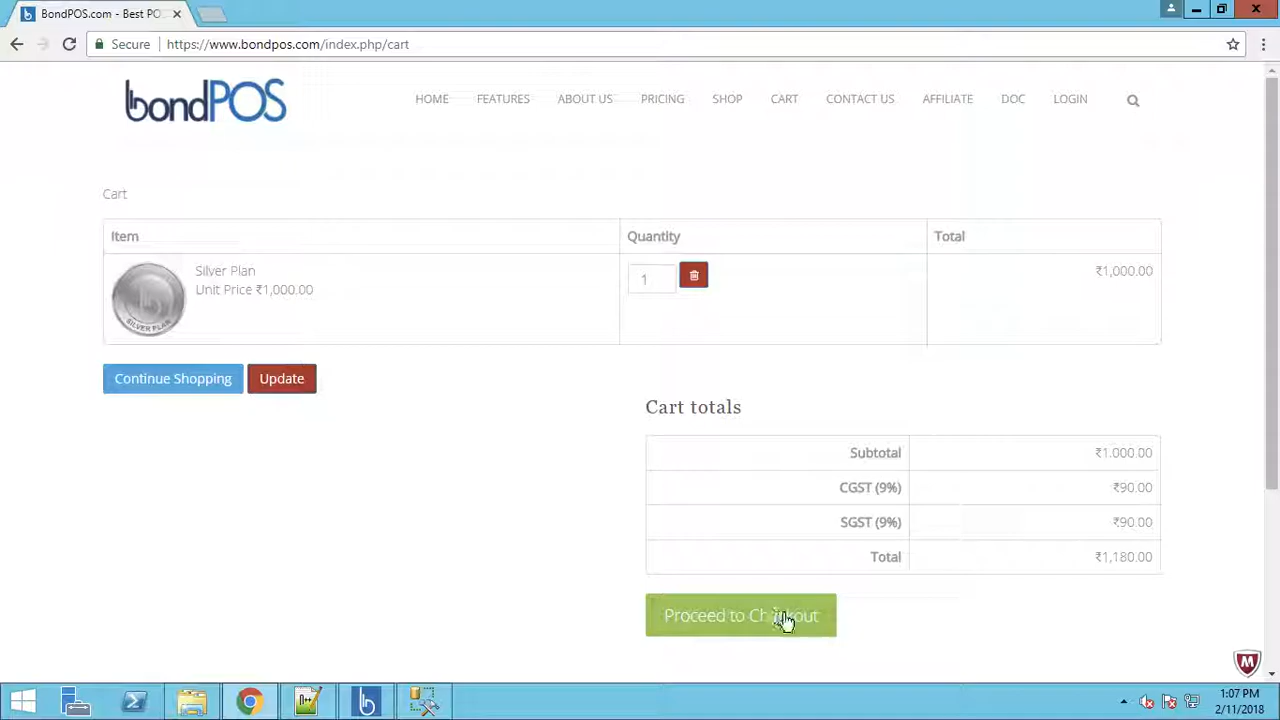 BondPOS.com - Best PO
Secure https://www.bondpos.com/index.php/cart
bondPOS
HOME FEATURES ABOUT US PRICING SHOP CART CONTACT US AFFILIATE DOC LOGIN
Cart
Item Quantity Total
Silver Plan 1 ₹1,000.00
Unit Price ₹1,000.00
SILVER PLAN
Continue Shopping Update
Cart totals
Subtotal ₹1.000.00
CGST (9%) ₹90.00
SGST (9%) ₹90.00
Total ₹1,180.00
Proceed to Checkout
1:07 PM
2/11/2018